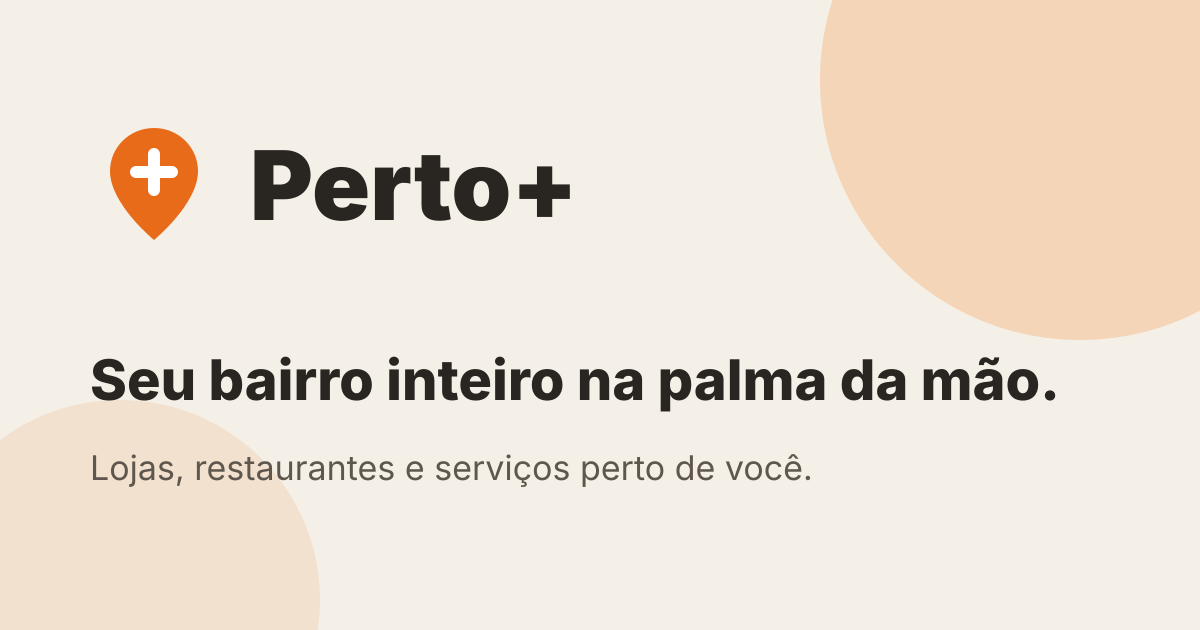 Perto+
Seu bairro inteiro na palma da mão.
Lojas, restaurantes e serviços perto de você.